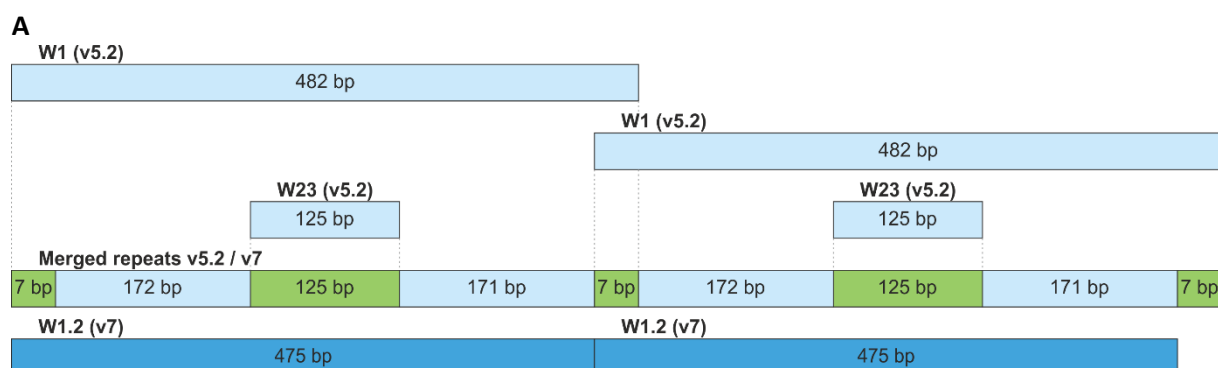 A
W1 (v5.2)
482 bp
W1 (v5.2)
482 bp
W23 (v5.2) W23 (v5.2)
125 bp 125 bp
Merged repeats v5.2 / v7
7 bp 172 bp 125 bp 171 bp 7 bp 172 bp 125 bp 171 bp 7 bp
W1.2 (v7) W1.2 (v7)
475 bp 475 bp